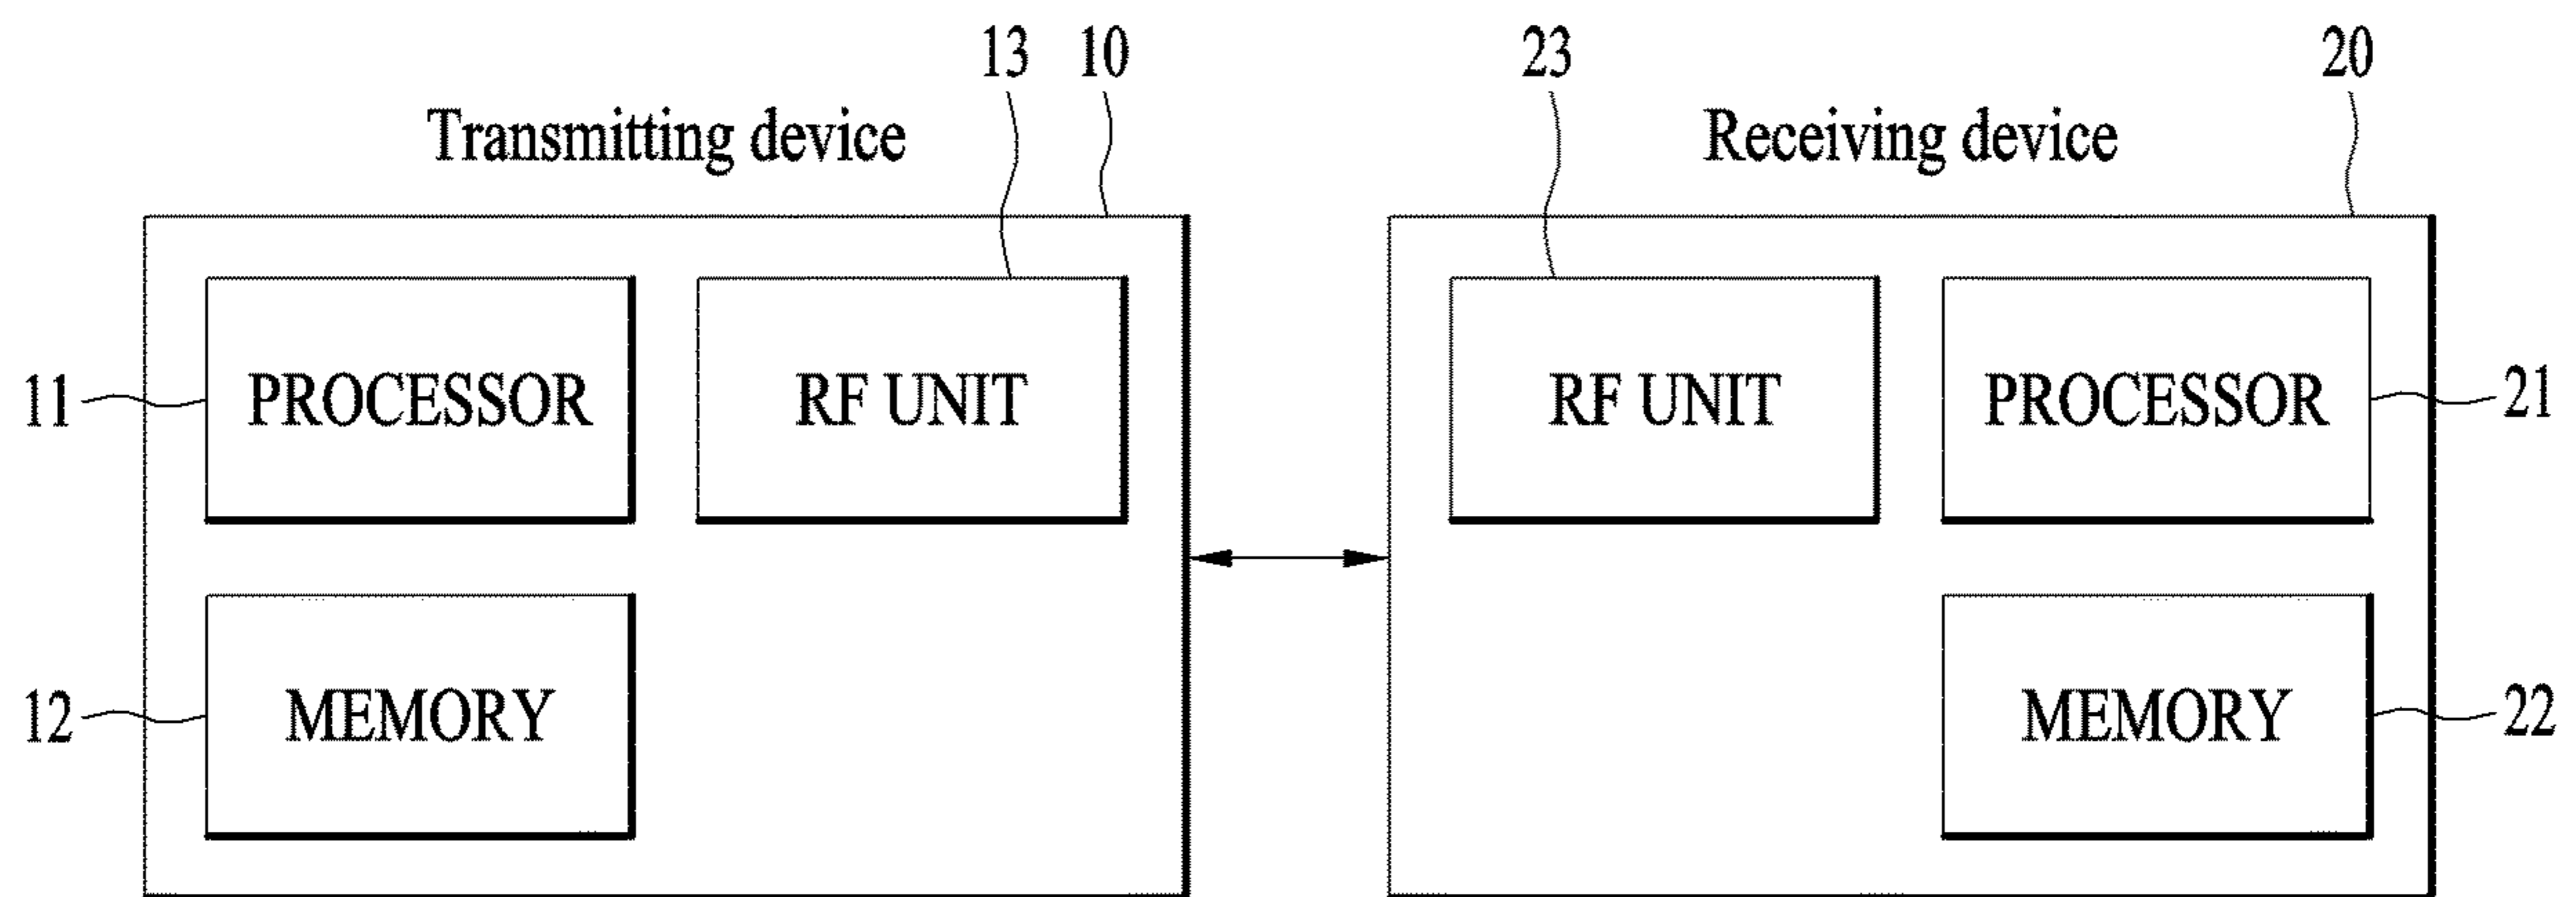 13 10 23 20
Transmitting device Receiving device
11 PROCESSOR RF UNIT RF UNIT PROCESSOR 21
12 MEMORY MEMORY 22